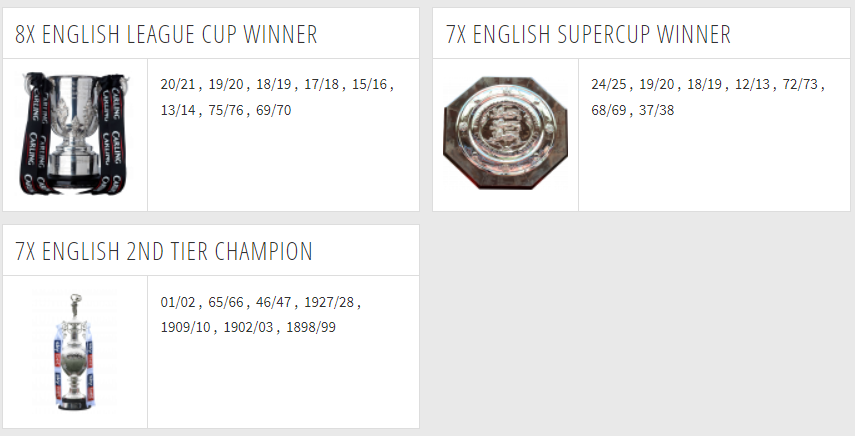 8X ENGLISH LEAGUE CUP WINNER
20/21 , 19/20 , 18/19 , 17/18 , 15/16 ,
13/14 , 75/76 , 69/70
CARLING
CARLING
CARLING
CARLING
CARLING
CARLING
7X ENGLISH SUPERCUP WINNER
24/25 , 19/20 , 18/19 , 12/13 , 72/73 ,
68/69 , 37/38
7X ENGLISH 2ND TIER CHAMPION
01/02 , 65/66 , 46/47 , 1927/28 ,
1909/10 , 1902/03 , 1898/99